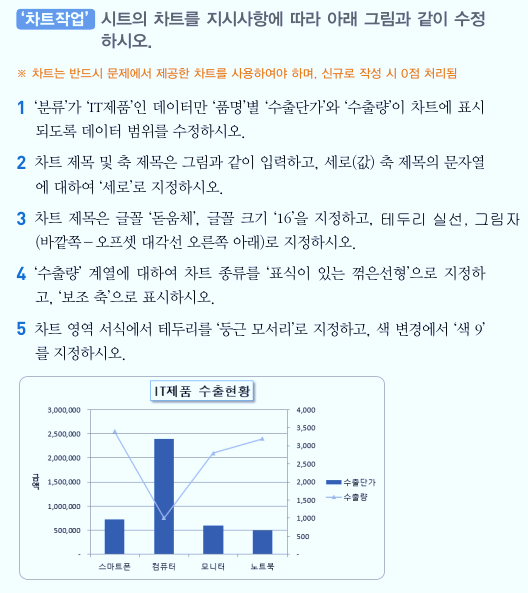 '차트작업' 시트의 차트를 지시사항에 따라 아래 그림과 같이 수정
하시오.
※ 차트는 반드시 문제에서 제공한 차트를 사용하여야 하며, 신규로 작성 시 0점 처리됨
1 '분류'가 'IT제품'인 데이터만 '품명'별 '수출단가'와 '수출량'이 차트에 표시
되도록 데이터 범위를 수정하시오.
2 차트 제목 및 축 제목은 그림과 같이 입력하고, 세로(값) 축 제목의 문자열
에 대하여 '세로'로 지정하시오.
3 차트 제목은 글꼴 '돋움체', 글꼴 크기 '16'을 지정하고, 테두리 실선, 그림자
(바깥쪽－오프셋 대각선 오른쪽 아래)로 지정하시오.
4 '수출량' 계열에 대하여 차트 종류를 '표식이 있는 꺾은선형'으로 지정하
고, '보조 축'으로 표시하시오.
5 차트 영역 서식에서 테두리를 '둥근 모서리'로 지정하고, 색 변경에서 '색 9'
를 지정하시오.
IT제품 수출현황
3,000,000
2,500,000
2,000,000
1,500,000
1,000,000
500,000
-
금액
4,000
3,500
3,000
2,500
2,000
1,500
1,000
500
-
수출단가
수출량
스마트폰 컴퓨터 모니터 노트북